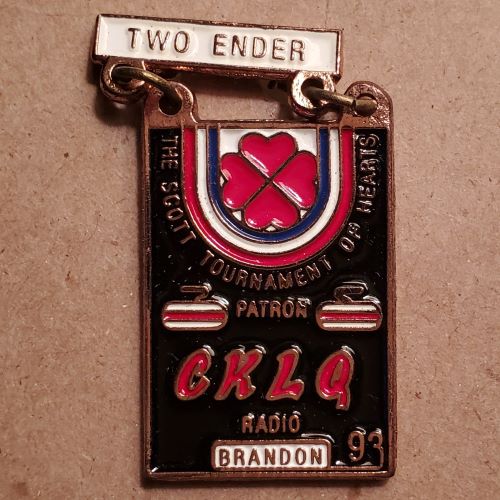 TWO ENDER
THE SCOTT TOURNAMENT OF HEARTS
PATRON
CKLQ
RADIO
BRANDON
93